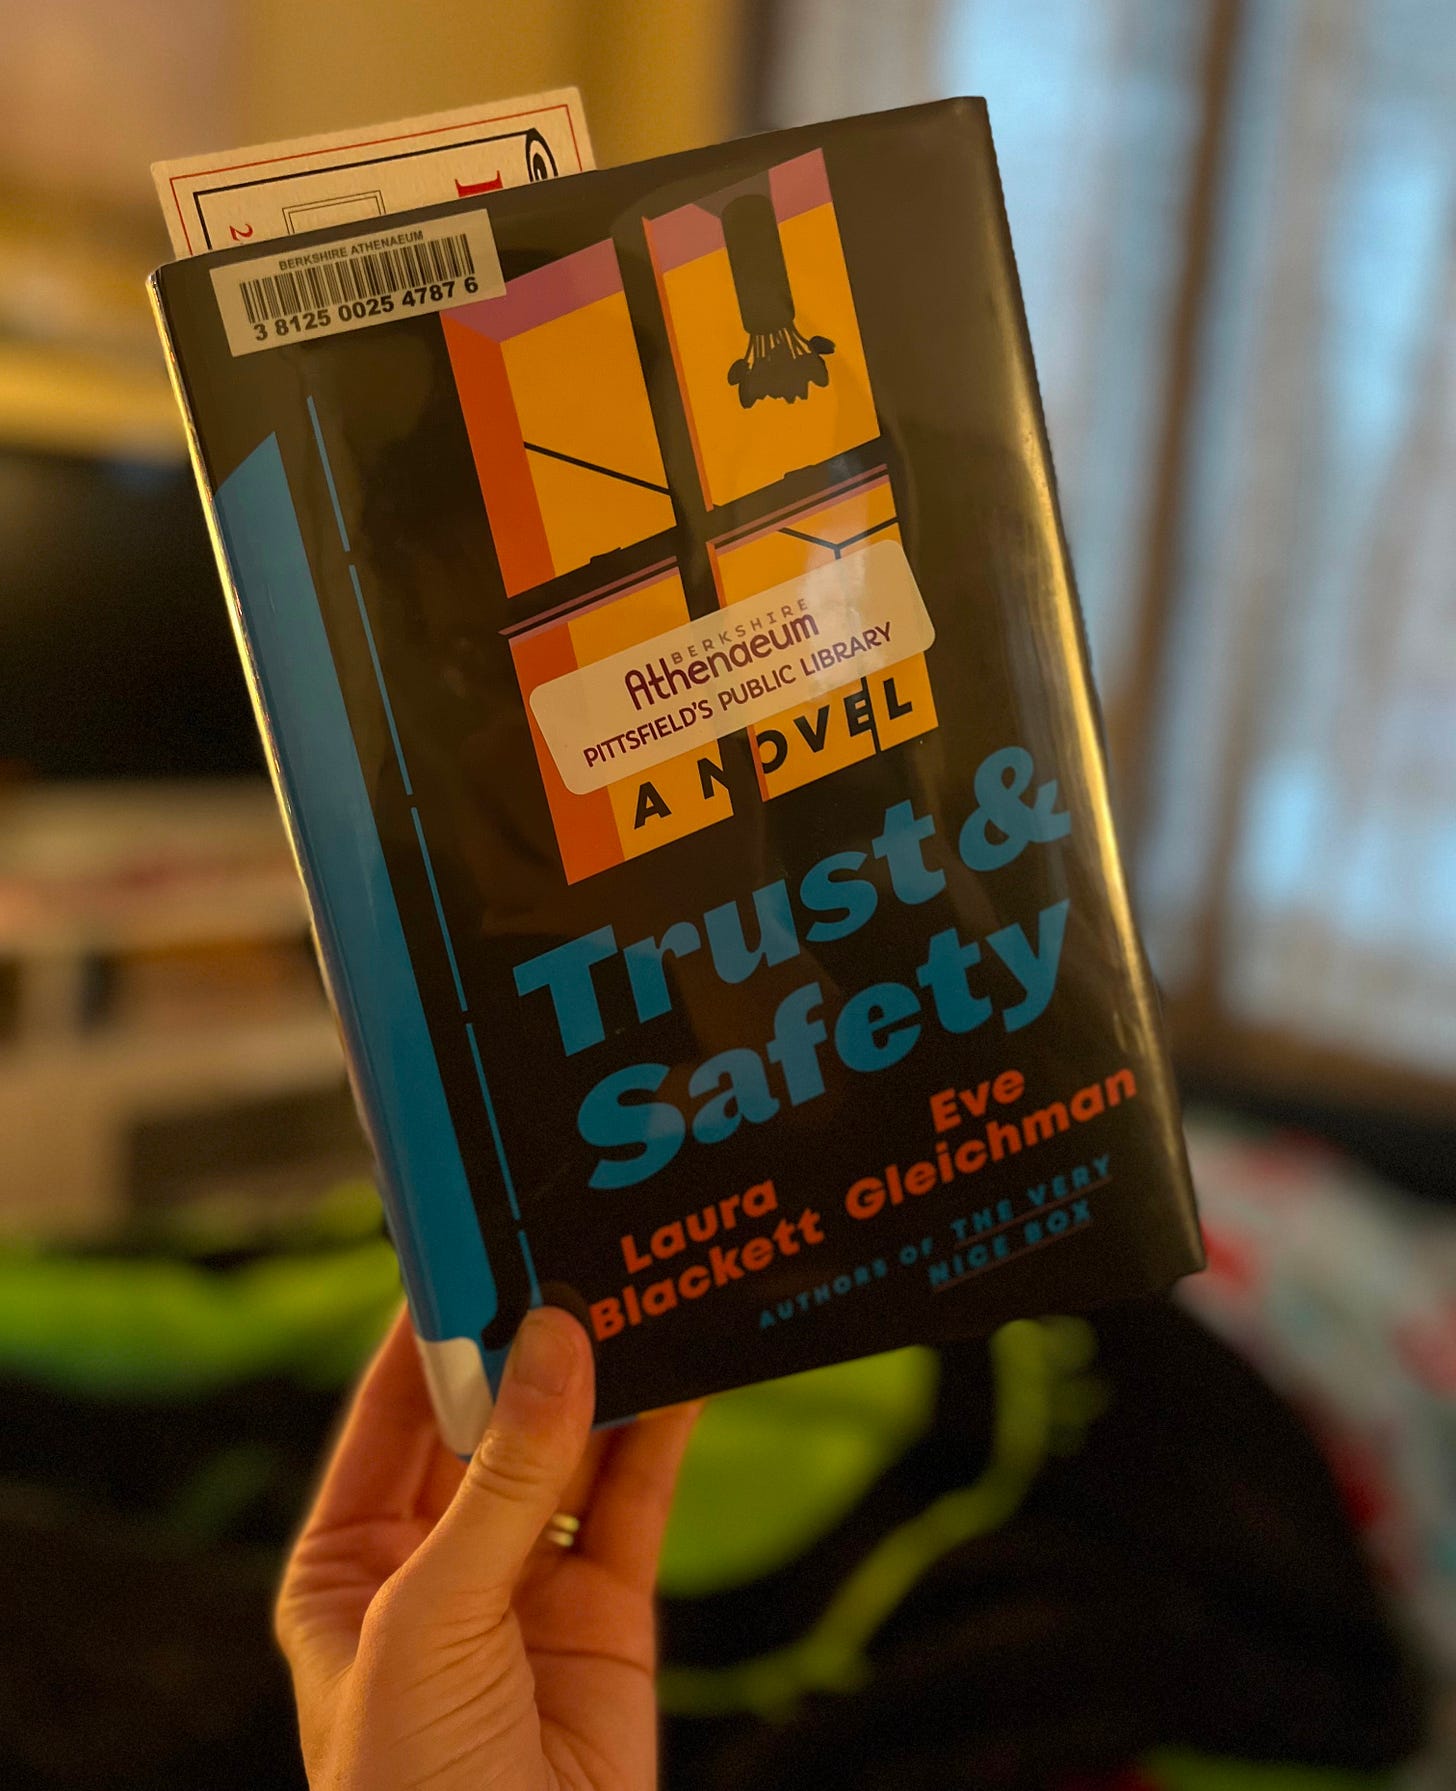 2
BERKSHIRE ATHENAEUM
3 8125 0025 4787 6
BERKSHIRE
Athenaeum
PITTSFIELD'S PUBLIC LIBRARY
A NOVEL
Trust &
Safety
Laura
Blackett
Eve
Gleichman
AUTHORS OF THE VERY
NICE BOX